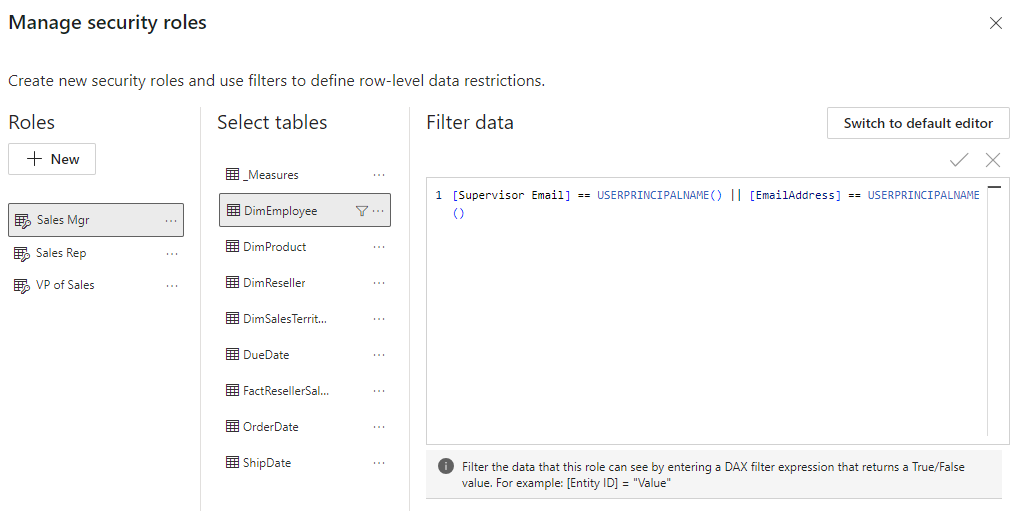 Manage security roles
Create new security roles and use filters to define row-level data restrictions.
Roles
New
Sales Mgr
Sales Rep
VP of Sales
Select tables
_Measures
DimEmployee
DimProduct
DimReseller
DimSalesTerrit...
DueDate
FactResellerSal...
OrderDate
ShipDate
Filter data
Switch to default editor
1 [Supervisor Email] == USERPRINCIPALNAME() || [EmailAddress] == USERPRINCIPALNAME
()
Filter the data that this role can see by entering a DAX filter expression that returns a True/False
value. For example: [Entity ID] = "Value"